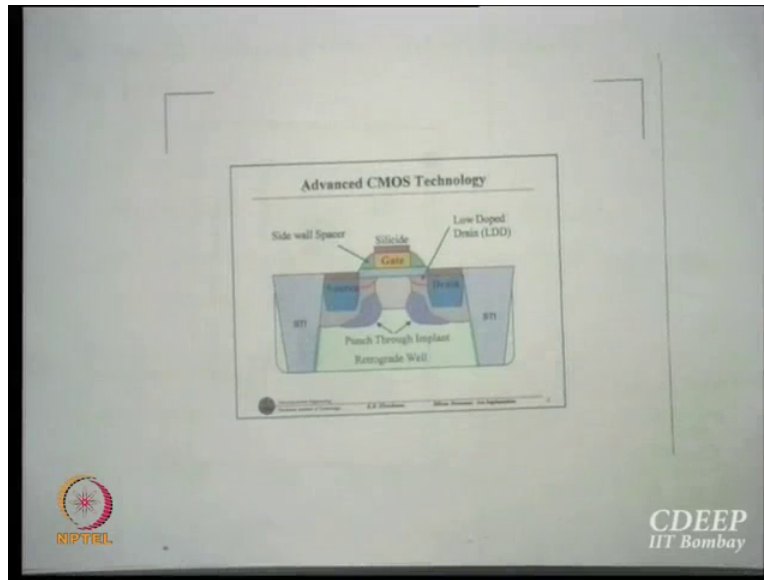 Advanced CMOS Technology
Side wall Spacer
Silicide
Low Doped
Drain (LDD)
Gate
Source
Drain
STI
STI
Punch Through Implant
Retrograde Well
NPTEL
CDEEP
IIT Bombay